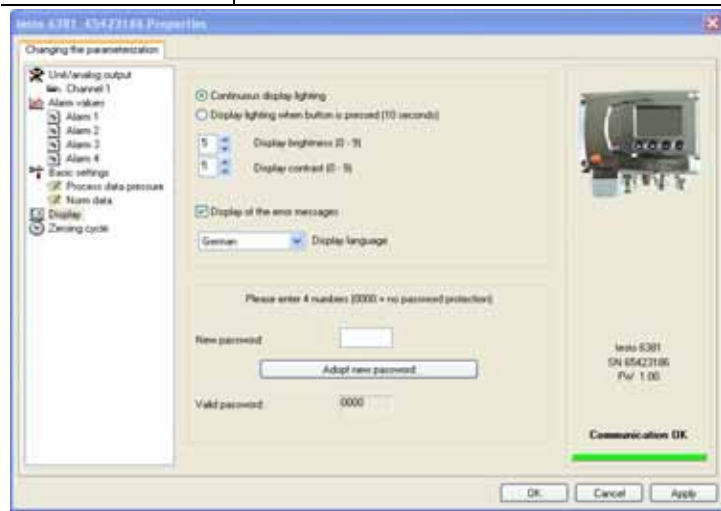 testo 6381 65423186 Properties
Changing the parameterization
Unit/analog output
Channel 1
Alarm values
Alarm 1
Alarm 2
Alarm 3
Alarm 4
Basic settings
Process data pressure
Norm data
Display
Zeroing cycle
Continuous display lighting
Display lighting when button is pressed (10 seconds)
5 Display brightness (0 - 9)
5 Display contrast (0 - 9)
Display of the error messages
German Display language
Please enter 4 numbers (0000 = no password protection)
New password
Adopt new password
Valid password 0000
testo 6381
SN 65423186
FW 1.00
Communication OK
OK Cancel Apply